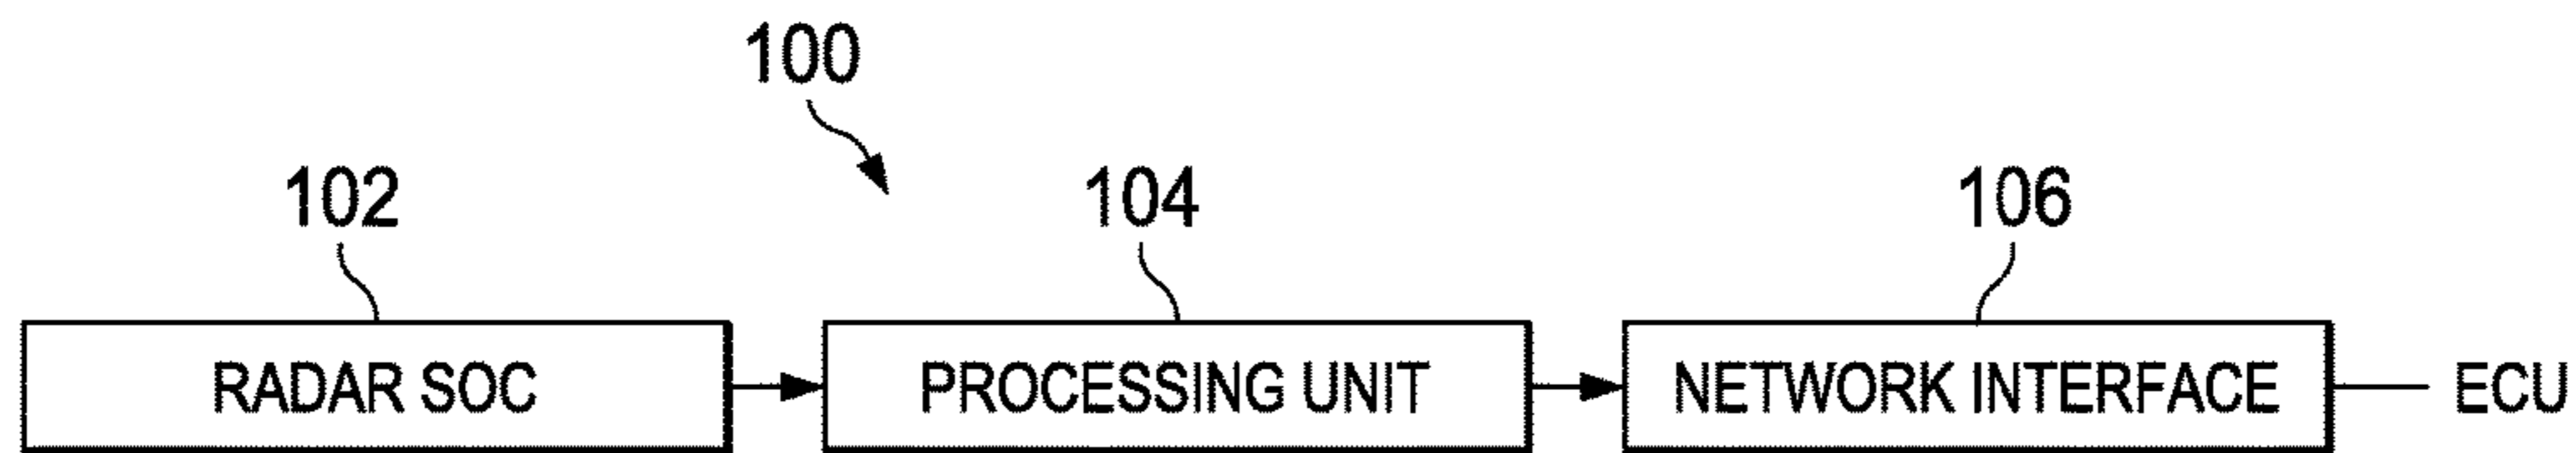 100
102 104 106
RADAR SOC PROCESSING UNIT NETWORK INTERFACE ECU